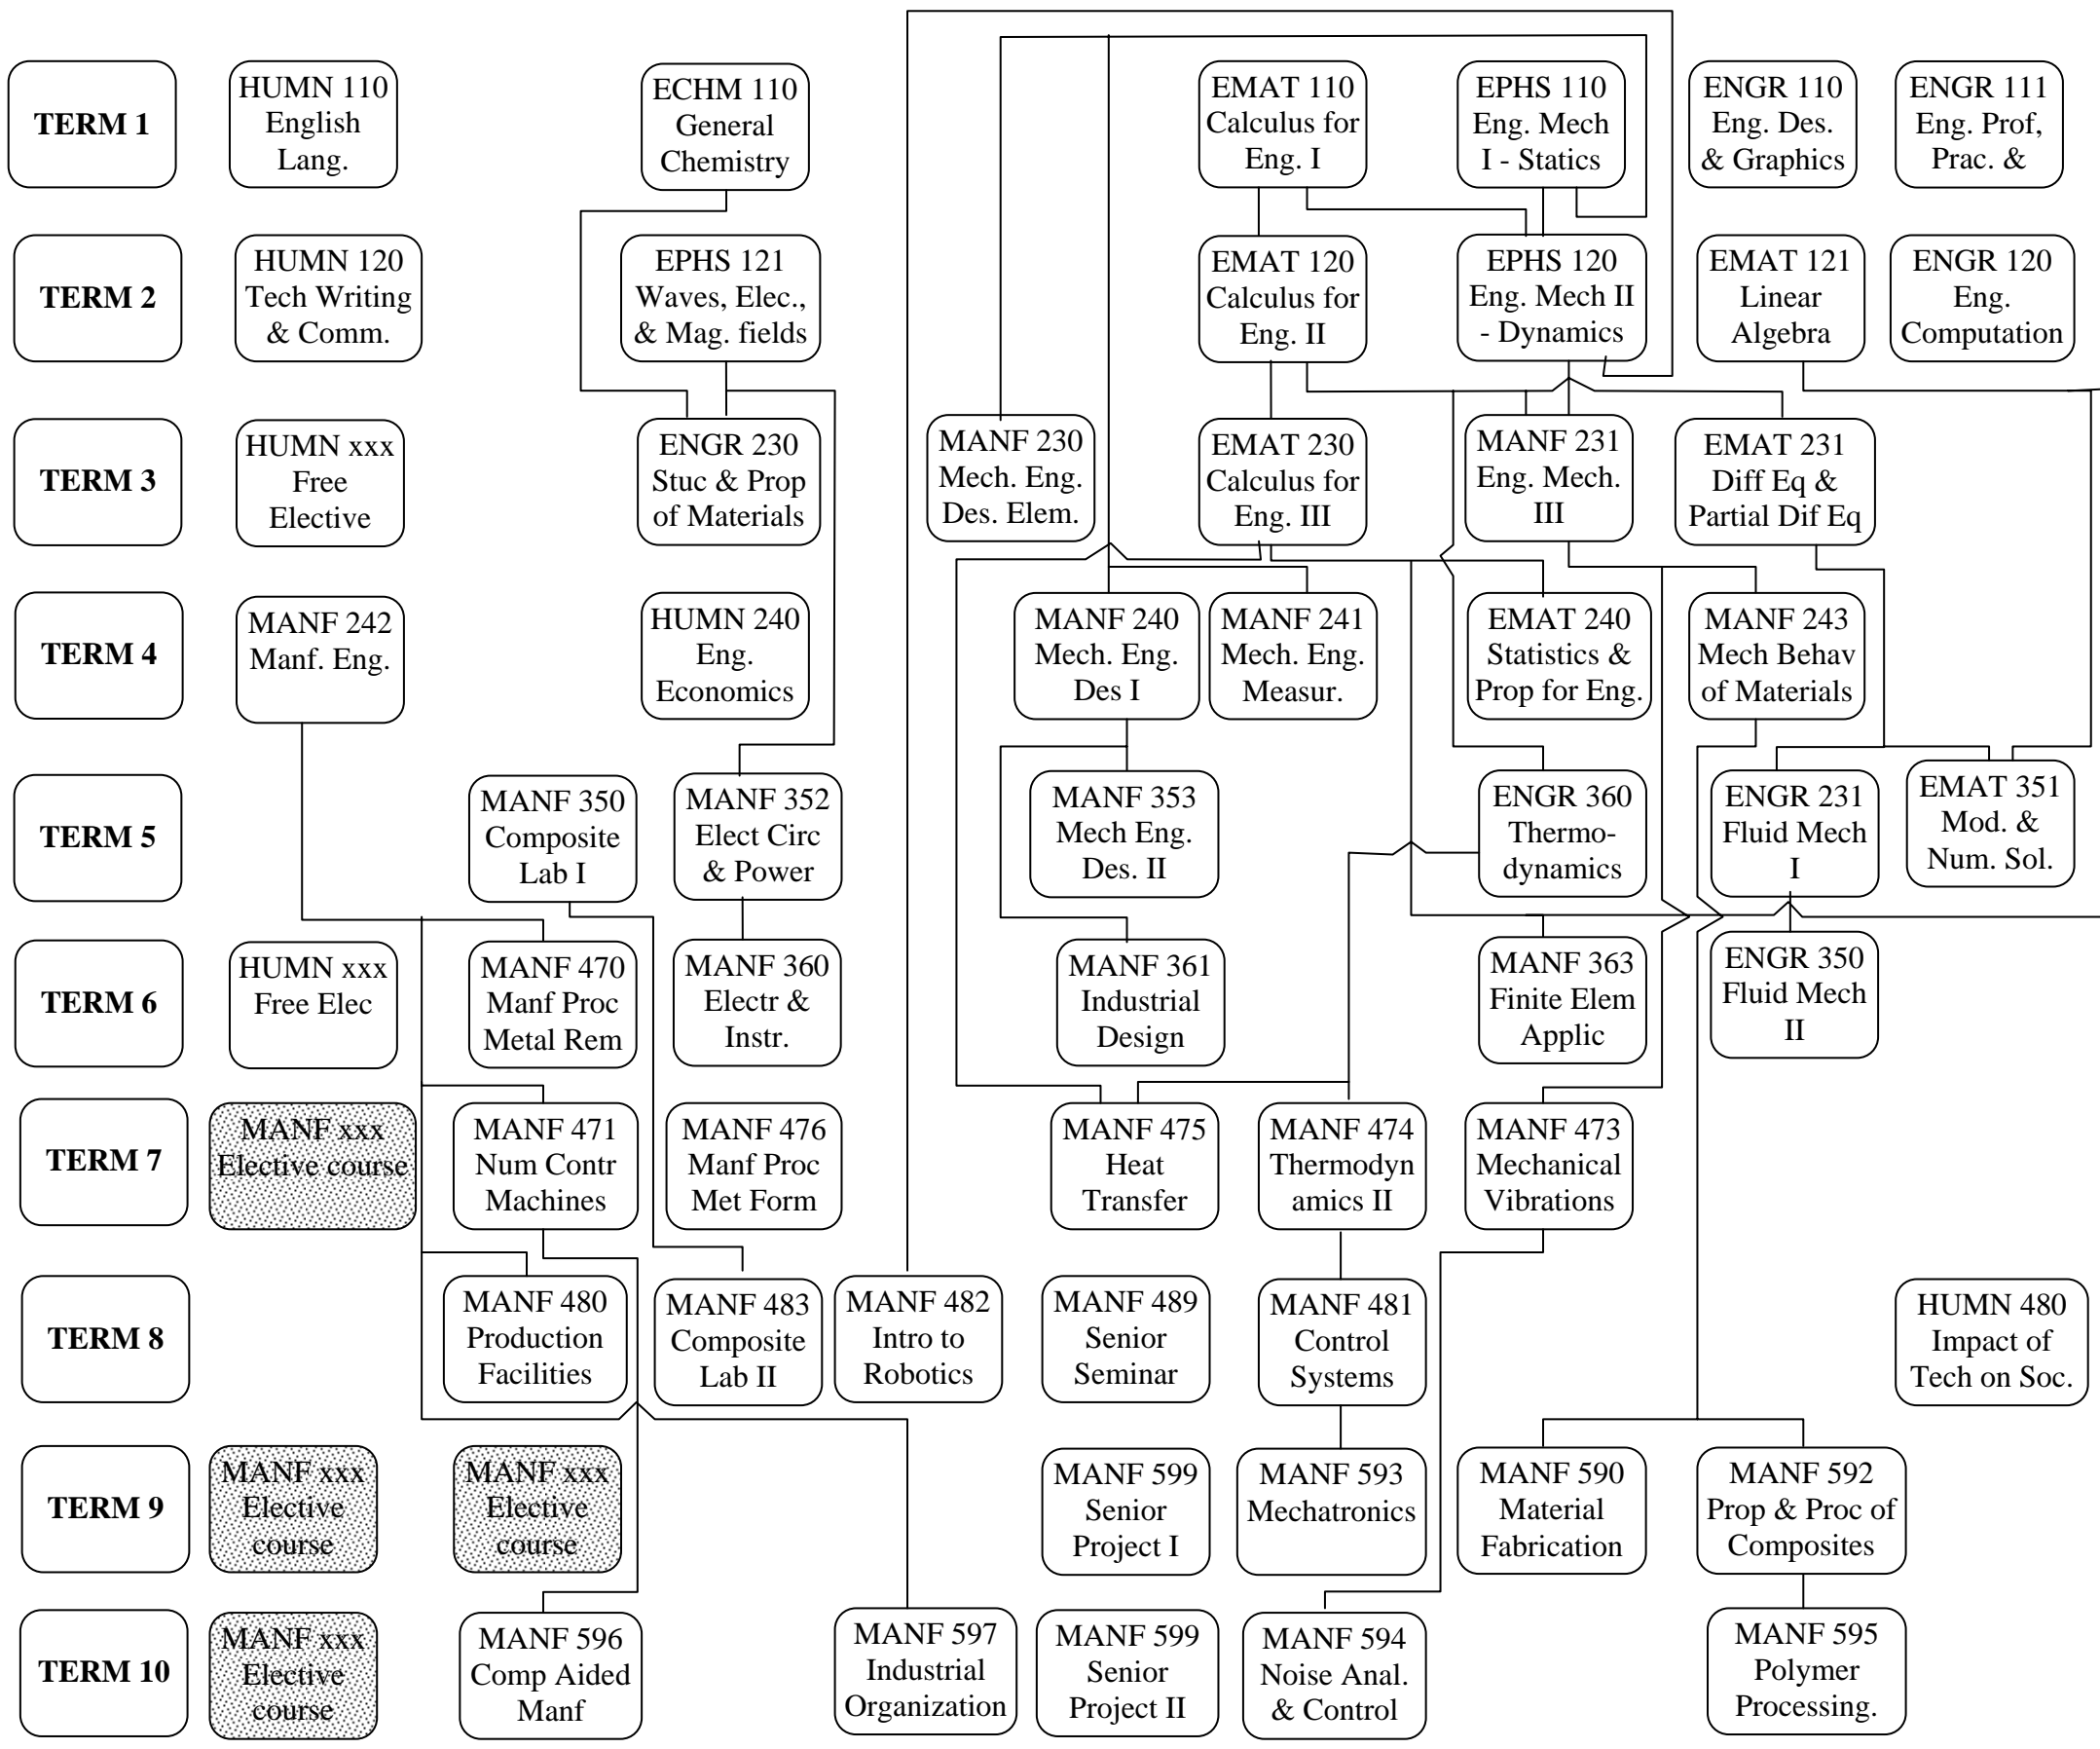 TERM 1
HUMN 110
English
Lang.
ECHM 110
General
Chemistry
EMAT 110
Calculus for
Eng. I
EPHS 110
Eng. Mech
I - Statics
ENGR 110
Eng. Des.
& Graphics
ENGR 111
Eng. Prof,
Prac. &
TERM 2
HUMN 120
Tech Writing
& Comm.
EPHS 121
Waves, Elec.,
& Mag. fields
EMAT 120
Calculus for
Eng. II
EPHS 120
Eng. Mech II
- Dynamics
EMAT 121
Linear
Algebra
ENGR 120
Eng.
Computation
TERM 3
HUMN xxx
Free
Elective
ENGR 230
Stuc & Prop
of Materials
MANF 230
Mech. Eng.
Des. Elem.
EMAT 230
Calculus for
Eng. III
MANF 231
Eng. Mech.
III
EMAT 231
Diff Eq &
Partial Dif Eq
TERM 4
MANF 242
Manf. Eng.
HUMN 240
Eng.
Economics
MANF 240
Mech. Eng.
Des I
MANF 241
Mech. Eng.
Measur.
EMAT 240
Statistics &
Prop for Eng.
MANF 243
Mech Behav
of Materials
TERM 5
MANF 350
Composite
Lab I
MANF 352
Elect Circ
& Power
MANF 353
Mech Eng.
Des. II
ENGR 360
Thermo-
dynamics
ENGR 231
Fluid Mech
I
EMAT 351
Mod. &
Num. Sol.
TERM 6
HUMN xxx
Free Elec
MANF 470
Manf Proc
Metal Rem
MANF 360
Electr &
Instr.
MANF 361
Industrial
Design
MANF 363
Finite Elem
Applic
ENGR 350
Fluid Mech
II
TERM 7
MANF xxx
Elective course
MANF 471
Num Contr
Machines
MANF 476
Manf Proc
Met Form
MANF 475
Heat
Transfer
MANF 474
Thermodyn
amics II
MANF 473
Mechanical
Vibrations
TERM 8
MANF 480
Production
Facilities
MANF 483
Composite
Lab II
MANF 482
Intro to
Robotics
MANF 489
Senior
Seminar
MANF 481
Control
Systems
HUMN 480
Impact of
Tech on Soc.
TERM 9
MANF xxx
Elective
course
MANF xxx
Elective
course
MANF 599
Senior
Project I
MANF 593
Mechatronics
MANF 590
Material
Fabrication
MANF 592
Prop & Proc of
Composites
TERM 10
MANF xxx
Elective
course
MANF 596
Comp Aided
Manf
MANF 597
Industrial
Organization
MANF 599
Senior
Project II
MANF 594
Noise Anal.
& Control
MANF 595
Polymer
Processing.